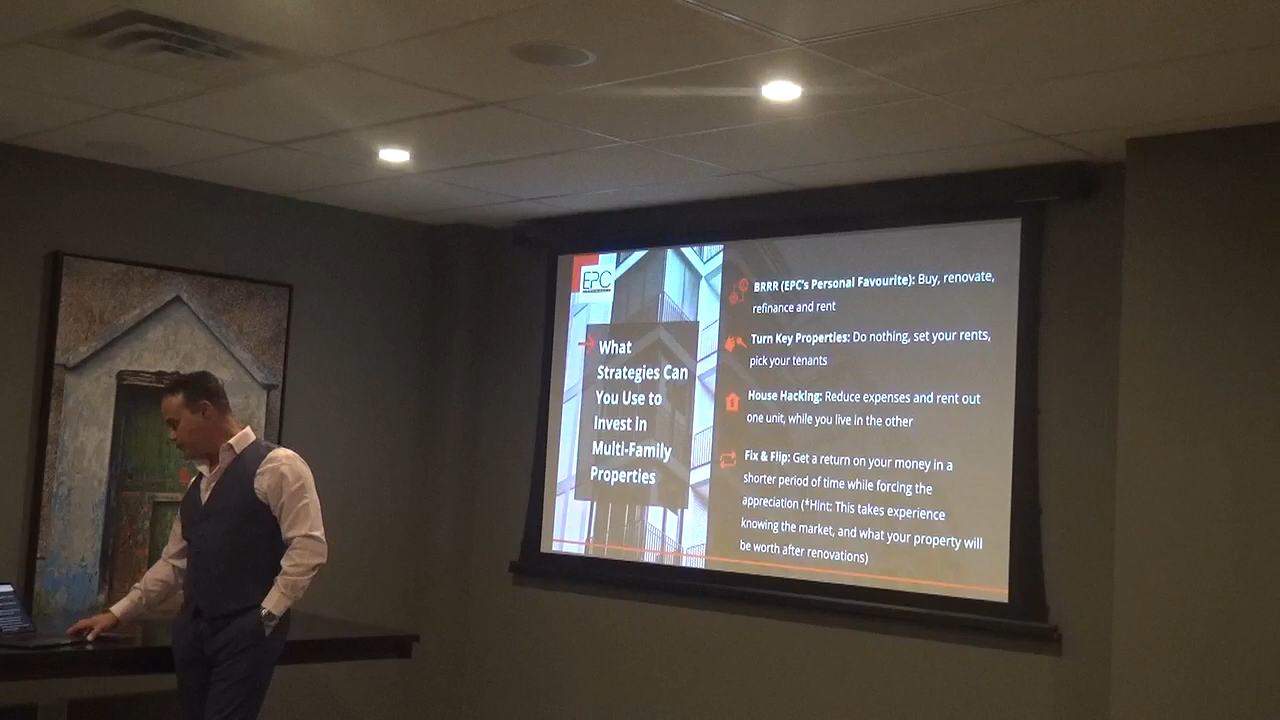 EPC
What
Strategies Can
You Use to
Invest in
Multi-Family
Properties
BRRR (EPC's Personal Favourite): Buy, renovate,
refinance and rent
Turn Key Properties: Do nothing, set your rents,
pick your tenants
House Hacking: Reduce expenses and rent out
one unit, while you live in the other
Fix & Flip: Get a return on your money in a
shorter period of time while forcing the
appreciation (*Hint: This takes experience
knowing the market, and what your property will
be worth after renovations)